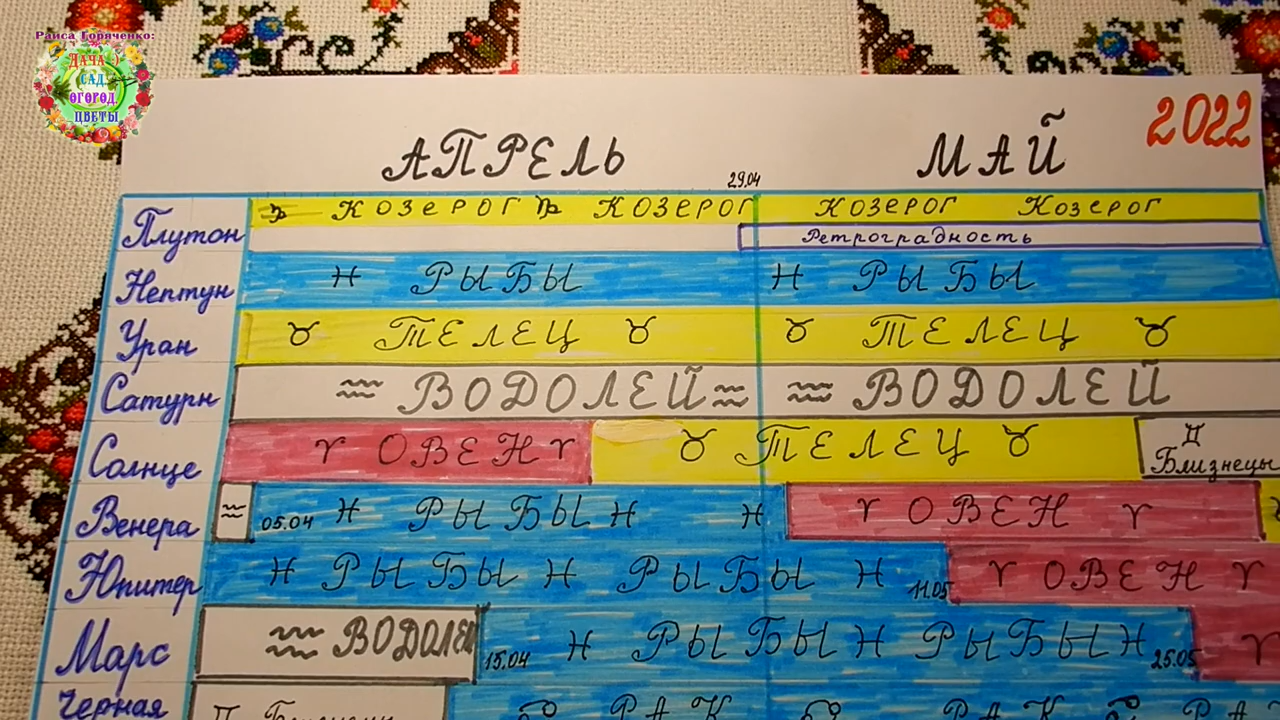 Раиса Горяченко:
ДАЧА,
САД,
ОГОРОД,
ЦВЕТЫ
2022
АПРЕЛЬ МАЙ
29.04
♑ КОЗЕРОГ ♑ КОЗЕРОГ КОЗЕРОГ КОЗЕРОГ
Плутон Ретроградность
Нептун ♓ РЫБЫ ♓ РЫБЫ
Уран ♉ ТЕЛЕЦ ♉ ♉ ТЕЛЕЦ ♉
Сатурн ♒ ВОДОЛЕЙ ♒ ♒ ВОДОЛЕЙ
Солнце ♈ ОВЕН ♈ ♉ ТЕЛЕЦ ♉ ♊ Близнецы
Венера ♒ 05.04 ♓ РЫБЫ ♓ ♓ ♈ ОВЕН ♈
Юпитер ♓ РЫБЫ ♓ РЫБЫ ♓ 11.05 ♈ ОВЕН ♈
Марс ♒ ВОДОЛЕЙ 15.04 ♓ РЫБЫ ♓ РЫБЫ ♓ 25.05 ♈
Черная ♊ ♋ РАК ♋ РАК ♋ РАК